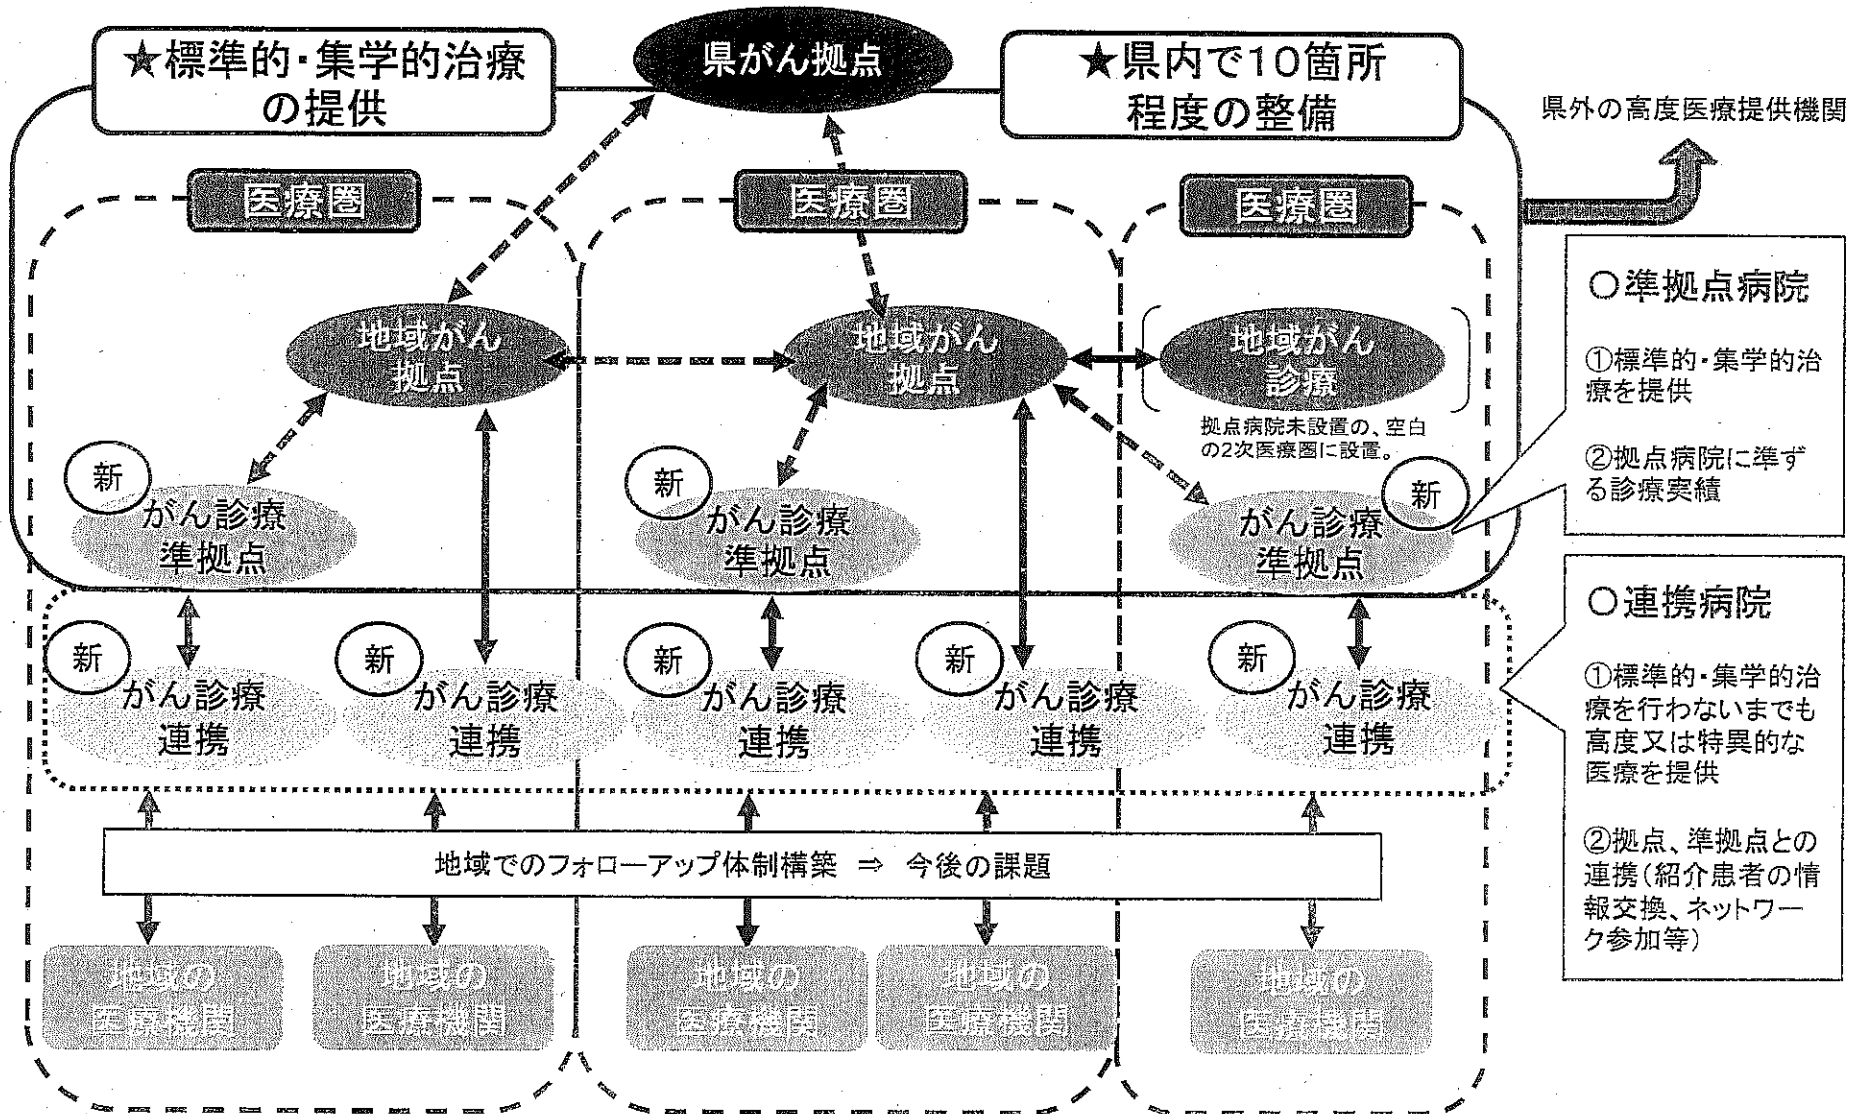 ★標準的・集学的治療
の提供
県がん拠点
★県内で10箇所
程度の整備
県外の高度医療提供機関
医療圏
医療圏
医療圏
地域がん
拠点
地域がん
拠点
地域がん
診療
拠点病院未設置の、空白
の2次医療圏に設置。
新
がん診療
準拠点
新
がん診療
準拠点
新
がん診療
準拠点
新
がん診療
連携
新
がん診療
連携
新
がん診療
連携
新
がん診療
連携
新
がん診療
連携
地域でのフォローアップ体制構築 ⇒ 今後の課題
地域の
医療機関
地域の
医療機関
地域の
医療機関
地域の
医療機関
地域の
医療機関
○準拠点病院
①標準的・集学的治
療を提供
②拠点病院に準ず
る診療実績
○連携病院
①標準的・集学的治
療を行わないまでも
高度又は特異的な
医療を提供
②拠点、準拠点との
連携(紹介患者の情
報交換、ネットワー
ク参加等)